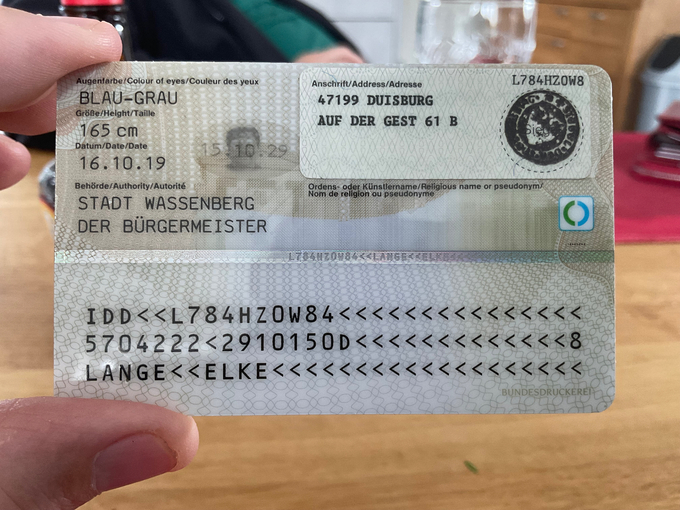 Augenfarbe/Colour of eyes/Couleur des yeux
BLAU-GRAU
Größe/Height/Taille
165 cm
Datum/Date/Date
16.10.19
15.10.29
Behörde/Authority/Autorité
STADT WASSENBERG
DER BÜRGERMEISTER
Anschrift/Address/Adresse
L784HZ0W8
47199 DUISBURG
AUF DER GEST 61 B
Ordens- oder Künstlername/Religious name or pseudonym/
Nom de religion ou pseudonyme
L784HZ0W84<<LANGE<<ELKE<
IDD<<L784HZ0W84<<<<<<<<<<<<<<<
5704222<2910150D<<<<<<<<<<<<<8
LANGE<<ELKE<<<<<<<<<<<<<<<<<<<
BUNDESDRUCKEREI